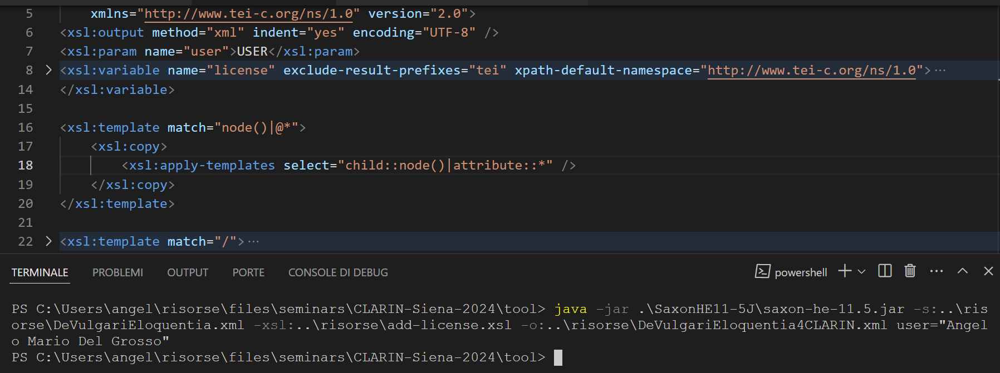 5 xmlns="http://www.tei-c.org/ns/1.0" version="2.0">
6 <xsl:output method="xml" indent="yes" encoding="UTF-8" />
7 <xsl:param name="user">USER</xsl:param>
8 > <xsl:variable name="license" exclude-result-prefixes="tei" xpath-default-namespace="http://www.tei-c.org/ns/1.0">···
14 </xsl:variable>
15
16 <xsl:template match="node()|@*">
17 <xsl:copy>
18 <xsl:apply-templates select="child::node()|attribute::*" />
19 </xsl:copy>
20 </xsl:template>
21
22 > <xsl:template match="/">···
TERMINALE PROBLEMI OUTPUT PORTE CONSOLE DI DEBUG powershell
PS C:\Users\angel\risorse\files\seminars\CLARIN-Siena-2024\tool> java -jar .\SaxonHE11-5J\saxon-he-11.5.jar -s:..\ris
orse\DeVulgariEloquentia.xml -xsl:..\risorse\add-license.xsl -o:..\risorse\DeVulgariEloquentia4CLARIN.xml user="Angel
o Mario Del Grosso"
PS C:\Users\angel\risorse\files\seminars\CLARIN-Siena-2024\tool>